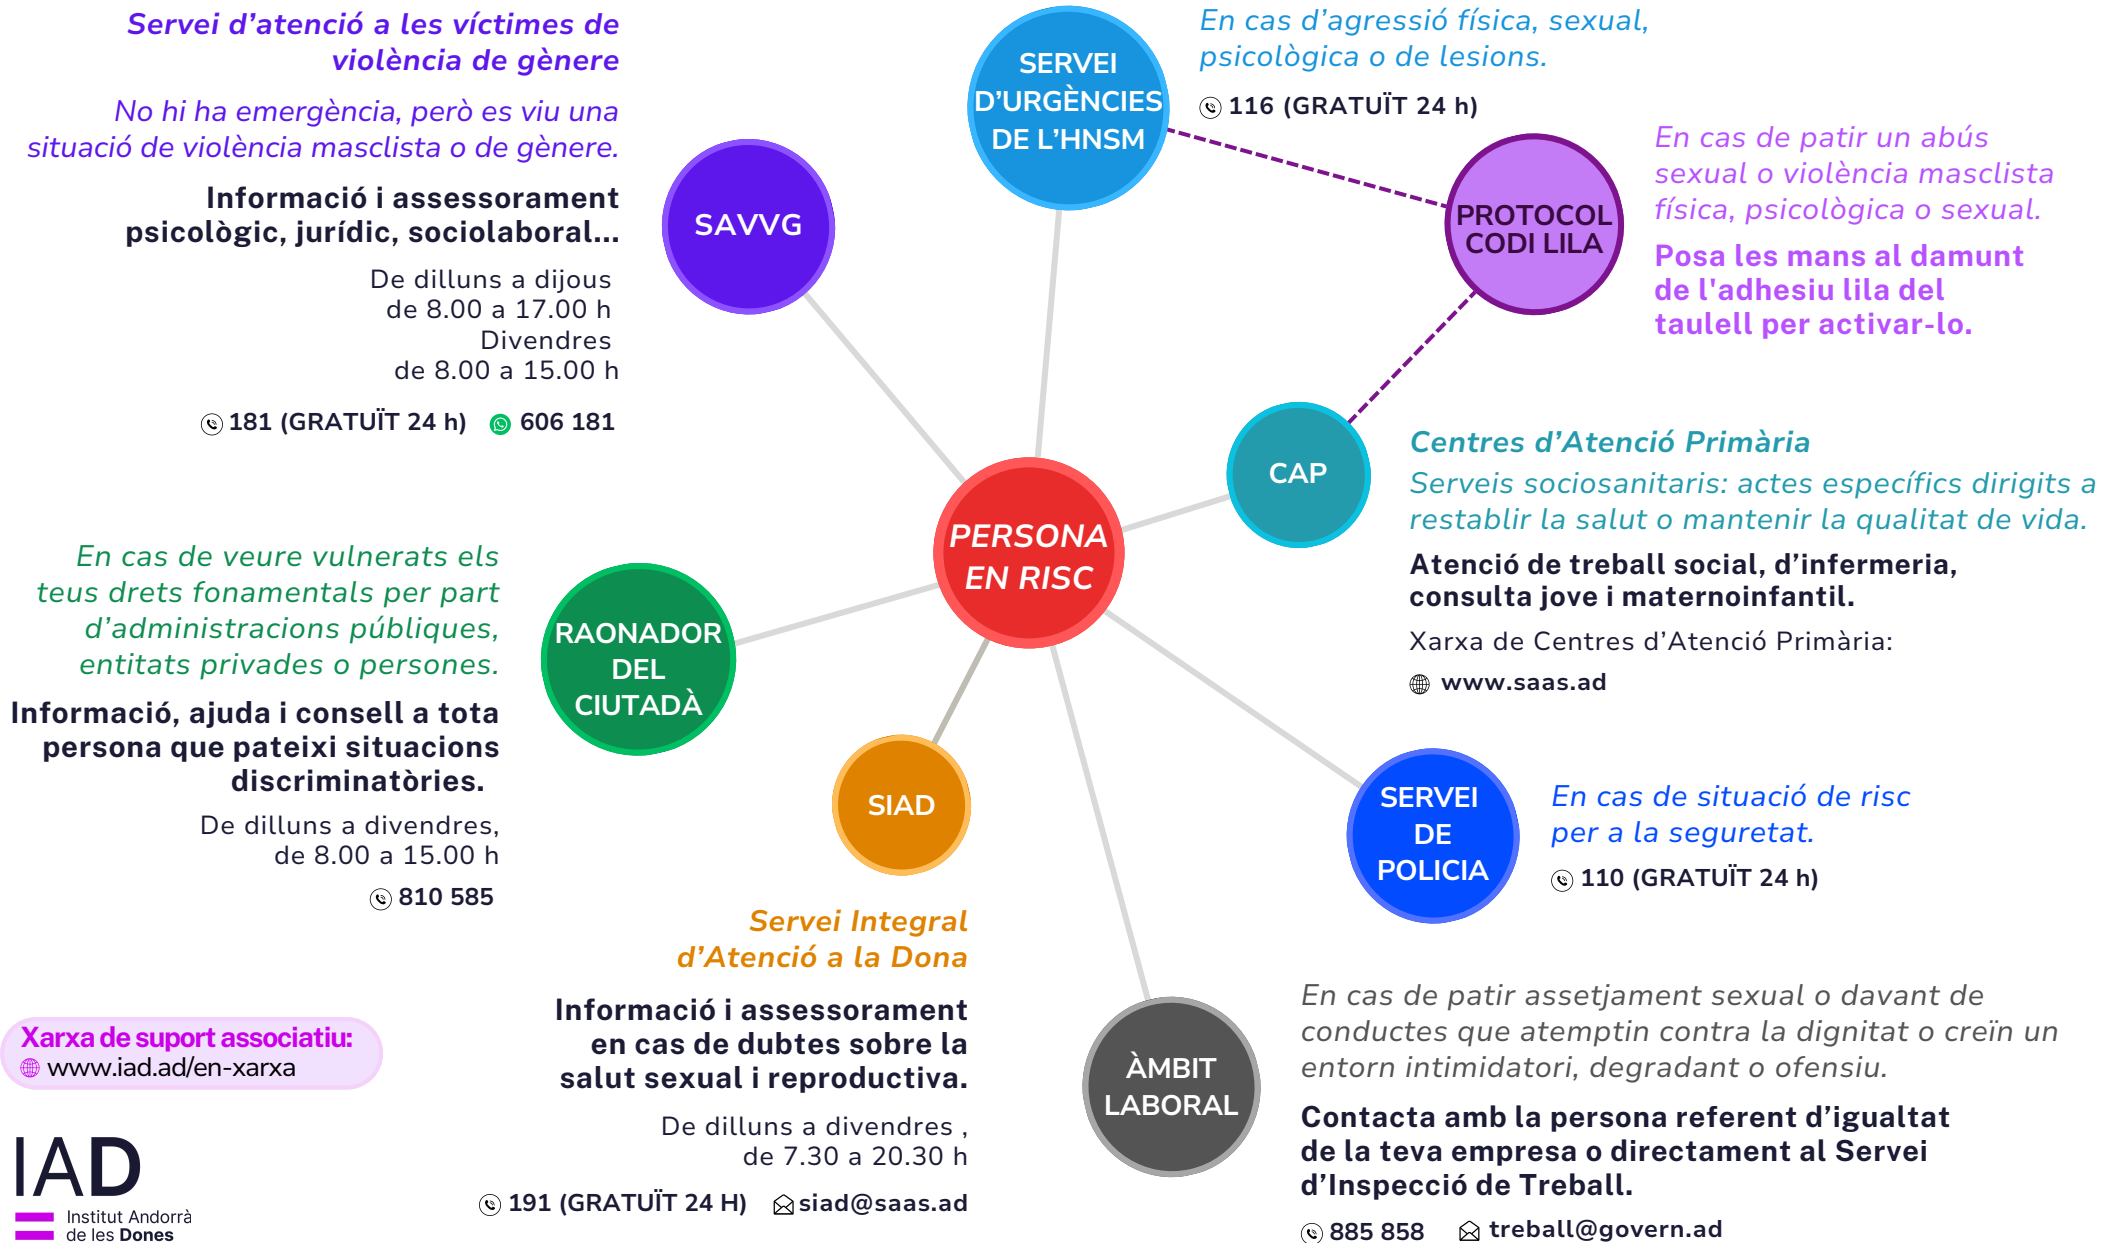 Servei d’atenció a les víctimes de
violència de gènere
No hi ha emergència, però es viu una
situació de violència masclista o de gènere.
Informació i assessorament
psicològic, jurídic, sociolaboral...
De dilluns a dijous
de 8.00 a 17.00 h
Divendres
de 8.00 a 15.00 h
181 (GRATUÏT 24 h) 606 181
SAVVG
SERVEI
D’URGÈNCIES
DE L’HNSM
En cas d’agressió física, sexual,
psicològica o de lesions.
116 (GRATUÏT 24 h)
PROTOCOL
CODI LILA
En cas de patir un abús
sexual o violència masclista
física, psicològica o sexual.
Posa les mans al damunt
de l'adhesiu lila del
taulell per activar-lo.
CAP
Centres d’Atenció Primària
Serveis sociosanitaris: actes específics dirigits a
restablir la salut o mantenir la qualitat de vida.
Atenció de treball social, d’infermeria,
consulta jove i maternoinfantil.
Xarxa de Centres d’Atenció Primària:
www.saas.ad
PERSONA
EN RISC
En cas de veure vulnerats els
teus drets fonamentals per part
d’administracions públiques,
entitats privades o persones.
Informació, ajuda i consell a tota
persona que pateixi situacions
discriminatòries.
De dilluns a divendres,
de 8.00 a 15.00 h
810 585
RAONADOR
DEL
CIUTADÀ
SIAD
Servei Integral
d’Atenció a la Dona
Informació i assessorament
en cas de dubtes sobre la
salut sexual i reproductiva.
De dilluns a divendres ,
de 7.30 a 20.30 h
191 (GRATUÏT 24 H) siad@saas.ad
SERVEI
DE
POLICIA
En cas de situació de risc
per a la seguretat.
110 (GRATUÏT 24 h)
ÀMBIT
LABORAL
En cas de patir assetjament sexual o davant de
conductes que atemptin contra la dignitat o creïn un
entorn intimidatori, degradant o ofensiu.
Contacta amb la persona referent d’igualtat
de la teva empresa o directament al Servei
d’Inspecció de Treball.
885 858 treball@govern.ad
Xarxa de suport associatiu:
www.iad.ad/en-xarxa
IAD
Institut Andorrà
de les Dones